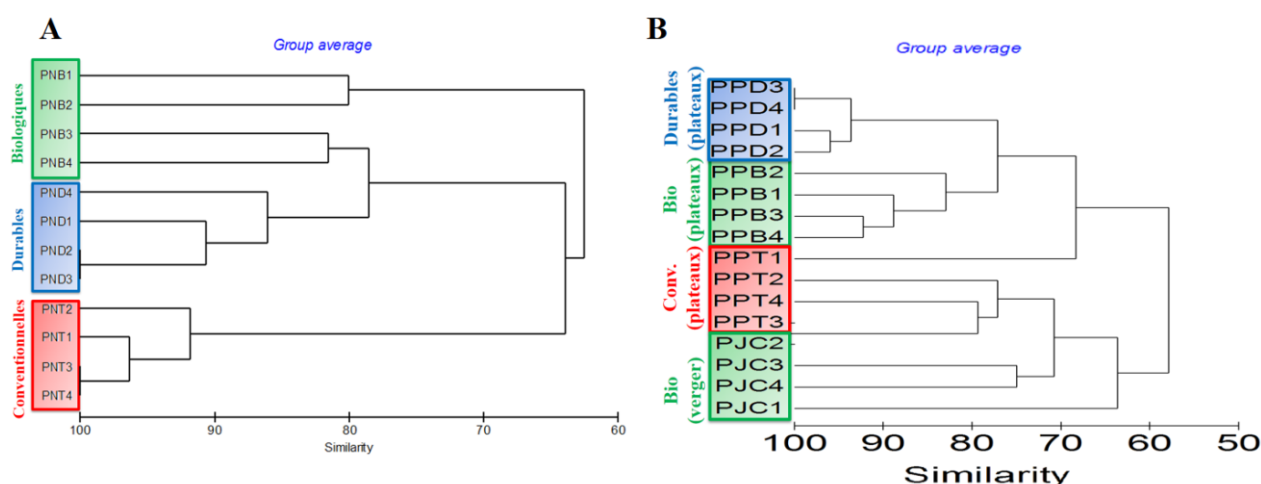 A
Group average
Biologiques
PNB1
PNB2
PNB3
PNB4
Durables
PND4
PND1
PND2
PND3
Conventionnelles
PNT2
PNT1
PNT3
PNT4
100 90 80 70 60
Similarity
B
Group average
Durables
(plateaux)
PPD3
PPD4
PPD1
PPD2
Bio
(plateaux)
PPB2
PPB1
PPB3
PPB4
Conv.
(plateaux)
PPT1
PPT2
PPT4
PPT3
Bio
(verger)
PJC2
PJC3
PJC4
PJC1
100 90 80 70 60 50
Similarity